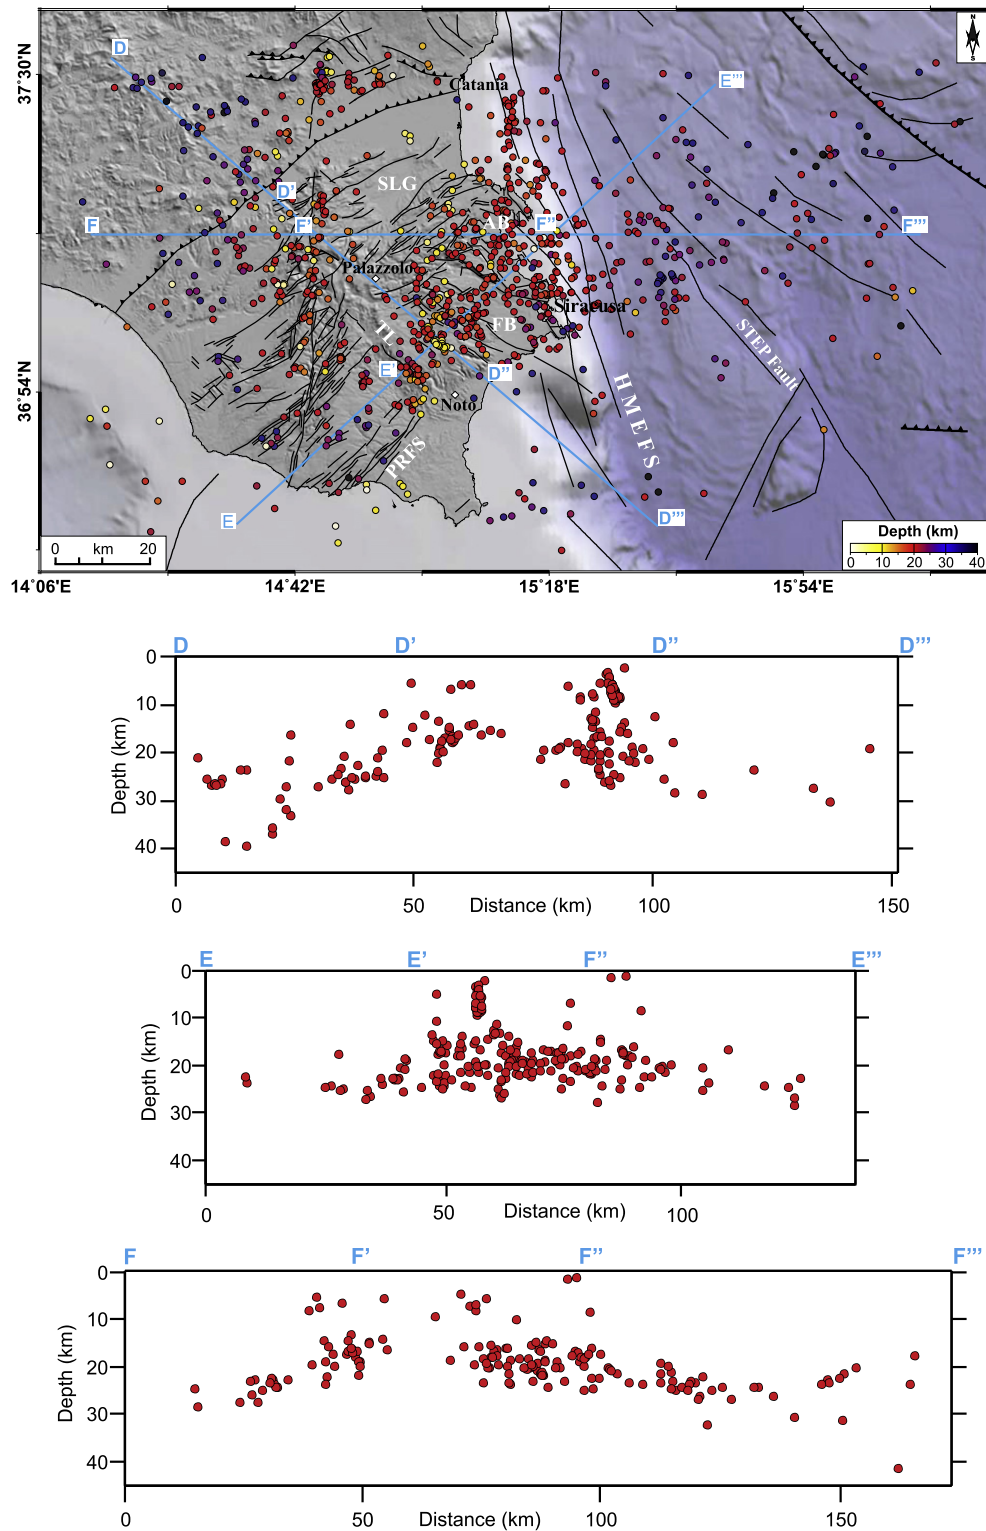 N
S
37°30'N
36°54'N
D
E'''
Catania
SLG
D'
F
F'
AB
F''
F'''
Palazzolo
Siracusa
FB
TL
STEP Fault
E'
D''
HMEFS
Noto
PRFS
E
D'''
0 km 20
Depth (km)
0 10 20 30 40
14°06'E 14°42'E 15°18'E 15°54'E
D D' D'' D'''
0
10
20
30
40
Depth (km)
0 50 100 150
Distance (km)
E E' F'' E'''
0
10
20
30
40
Depth (km)
0 50 100
Distance (km)
F F' F'' F'''
0
10
20
30
40
Depth (km)
0 50 100 150
Distance (km)